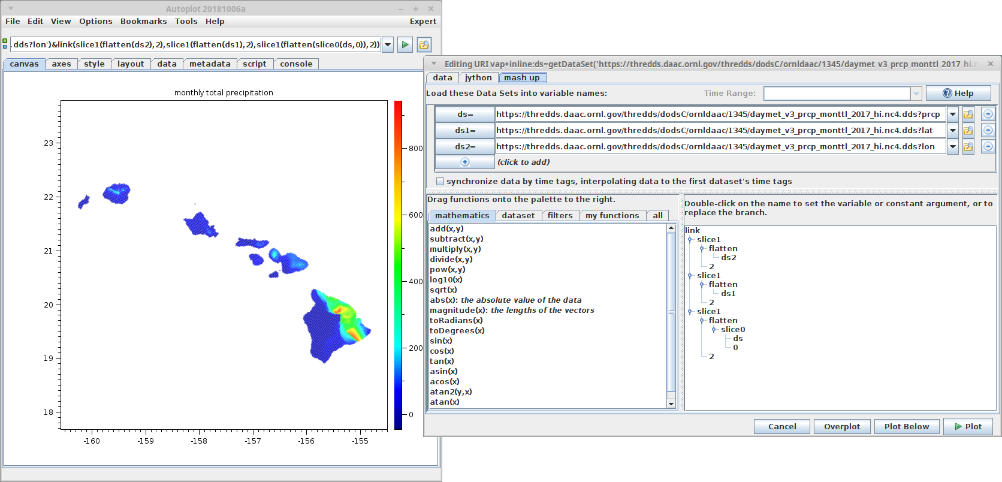 Autoplot 20181006a
File Edit View Options Bookmarks Tools Help Expert
.dds?lon')&link(slice1(flatten(ds2),2),slice1(flatten(ds1),2),slice1(flatten(slice0(ds,0)),2))
canvas axes style layout data metadata script console
monthly total precipitation
23
22
21
20
19
18
-160 -159 -158 -157 -156 -155
800
600
400
200
0
Editing URI vap+inline:ds=getDataSet('https://thredds.daac.ornl.gov/thredds/dodsC/ornldaac/1345/daymet_v3_prcp_monttl_2017_hi.nc
data jython mash up
Load these Data Sets into variable names: Time Range: Help
ds= https://thredds.daac.ornl.gov/thredds/dodsC/ornldaac/1345/daymet_v3_prcp_monttl_2017_hi.nc4.dds?prcp
ds1= https://thredds.daac.ornl.gov/thredds/dodsC/ornldaac/1345/daymet_v3_prcp_monttl_2017_hi.nc4.dds?lat
ds2= https://thredds.daac.ornl.gov/thredds/dodsC/ornldaac/1345/daymet_v3_prcp_monttl_2017_hi.nc4.dds?lon
(click to add)
synchronize data by time tags, interpolating data to the first dataset's time tags
Drag functions onto the palette to the right.
mathematics dataset filters my functions all
add(x,y)
subtract(x,y)
multiply(x,y)
divide(x,y)
pow(x,y)
log10(x)
sqrt(x)
abs(x): the absolute value of the data
magnitude(x): the lengths of the vectors
toRadians(x)
toDegrees(x)
sin(x)
cos(x)
tan(x)
asin(x)
acos(x)
atan2(y,x)
atan(x)
Double-click on the name to set the variable or constant argument, or to
replace the branch.
link
slice1
flatten
ds2
2
slice1
flatten
ds1
2
slice1
flatten
slice0
ds
0
2
Cancel Overplot Plot Below Plot